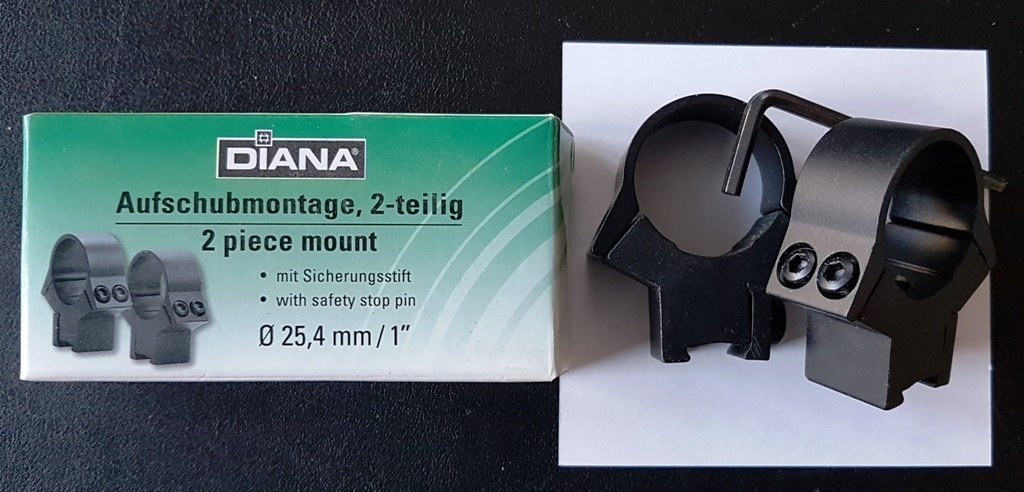 DIANA®
Aufschubmontage, 2-teilig
2 piece mount
• mit Sicherungsstift
• with safety stop pin
Ø 25,4 mm / 1”